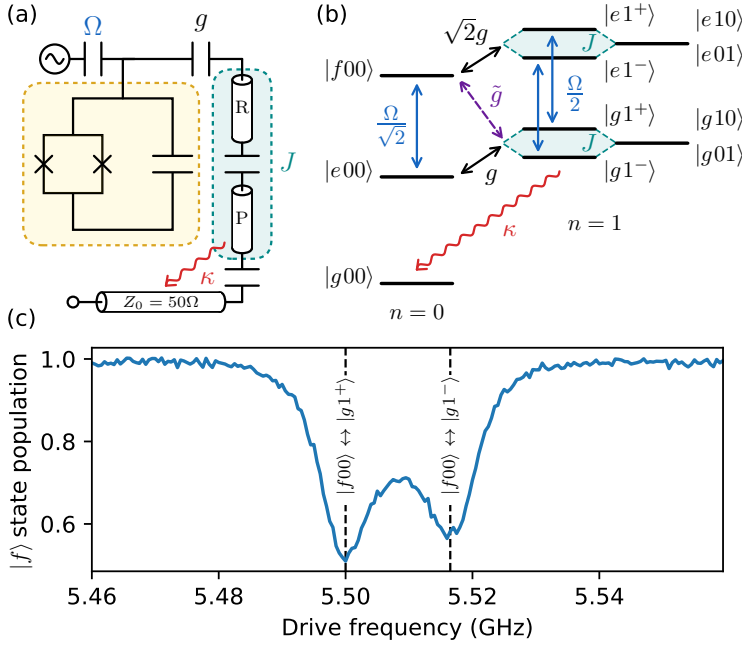 (a)
Ω
g
R
J
P
κ
Z₀ = 50Ω
(b)
|f00⟩
√2g
|e1⁺⟩
|e10⟩
J
|e01⟩
|e1⁻⟩
Ω/√2
g̃
Ω/2
|g1⁺⟩
|g10⟩
J
|g01⟩
|e00⟩
g
|g1⁻⟩
κ
n = 1
|g00⟩
n = 0
(c)
|f⟩ state population
1.0
0.8
0.6
|f00⟩ ↔ |g1⁺⟩
|f00⟩ ↔ |g1⁻⟩
5.46 5.48 5.50 5.52 5.54
Drive frequency (GHz)